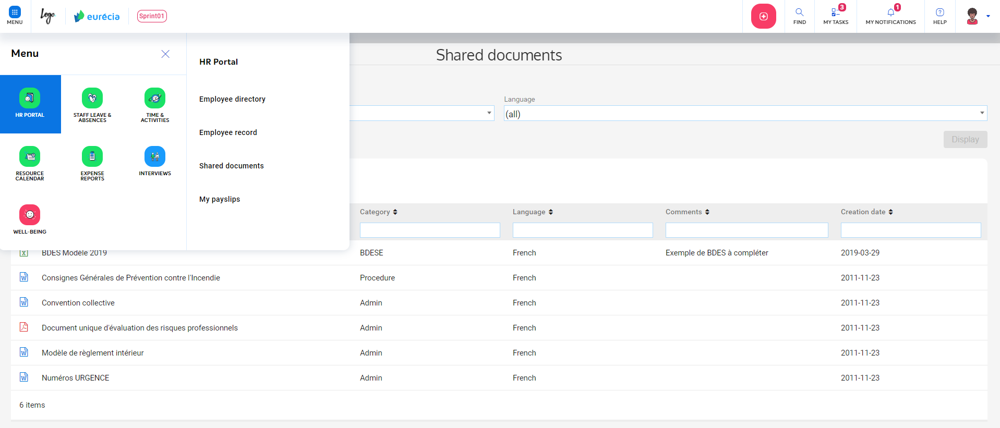 MENU
Logo
eurécia
Sprint01
FIND
3
MY TASKS
1
MY NOTIFICATIONS
HELP
Menu
HR PORTAL
STAFF LEAVE &
ABSENCES
TIME &
ACTIVITIES
RESOURCE
CALENDAR
EXPENSE
REPORTS
INTERVIEWS
WELL-BEING
HR Portal
Employee directory
Employee record
Shared documents
My payslips
Shared documents
Language
(all)
Display
Category
Language
Comments
Creation date
BDES Modèle 2019 BDESE French Exemple de BDES à compléter 2019-03-29
Consignes Générales de Prévention contre l'Incendie Procedure French 2011-11-23
Convention collective Admin French 2011-11-23
Document unique d'évaluation des risques professionnels Admin French 2011-11-23
Modèle de règlement intérieur Admin French 2011-11-23
Numéros URGENCE Admin French 2011-11-23
6 items